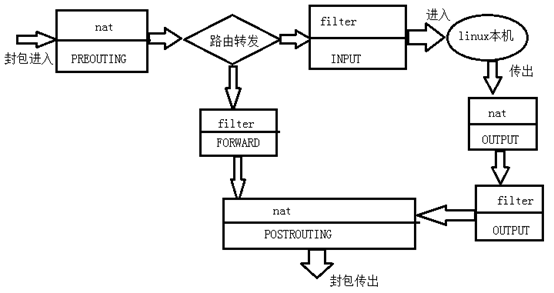 封包进入
nat
PREOUTING
路由转发
filter
INPUT
进入
linux本机
传出
nat
OUTPUT
filter
FORWARD
filter
OUTPUT
nat
POSTROUTING
封包传出